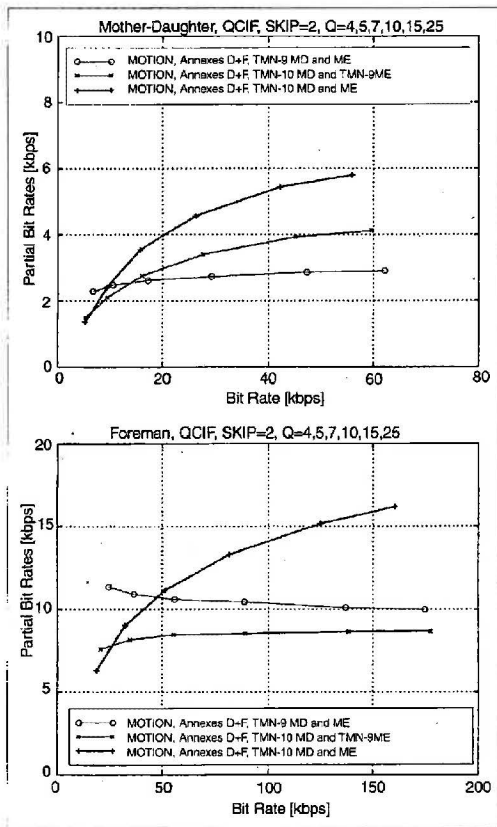 Mother-Daughter, QCIF, SKIP=2, Q=4,5,7,10,15,25
10
8
6
4
2
0
Partial Bit Rates [kbps]
MOTION, Annexes D+F, TMN-9 MD and ME
MOTION, Annexes D+F, TMN-10 MD and TMN-9ME
MOTION, Annexes D+F, TMN-10 MD and ME
0 20 40 60 80
Bit Rate [kbps]
Foreman, QCIF, SKIP=2, Q=4,5,7,10,15,25
20
15
10
5
0
Partial Bit Rates [kbps]
MOTION, Annexes D+F, TMN-9 MD and ME
MOTION, Annexes D+F, TMN-10 MD and TMN-9ME
MOTION, Annexes D+F, TMN-10 MD and ME
0 50 100 150 200
Bit Rate [kbps]